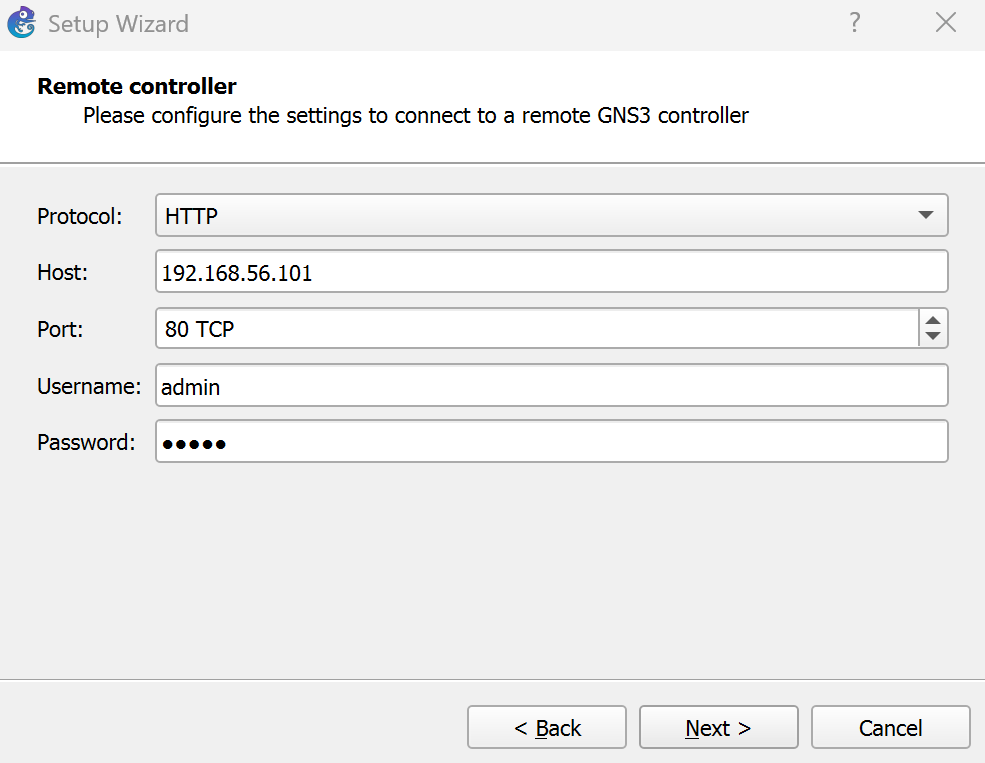 Setup Wizard ?
Remote controller
Please configure the settings to connect to a remote GNS3 controller
Protocol: HTTP
Host: 192.168.56.101
Port: 80 TCP
Username: admin
Password: ●●●●●
< Back Next > Cancel